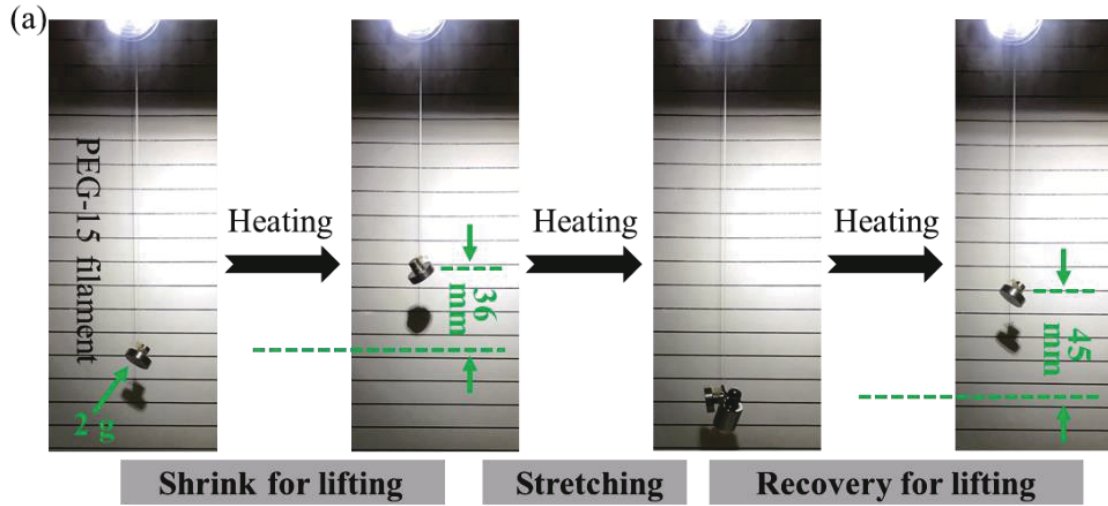 (a)
PEG-15 filament
2 g
Heating
36
mm
Heating
Heating
45
mm
Shrink for lifting
Stretching
Recovery for lifting